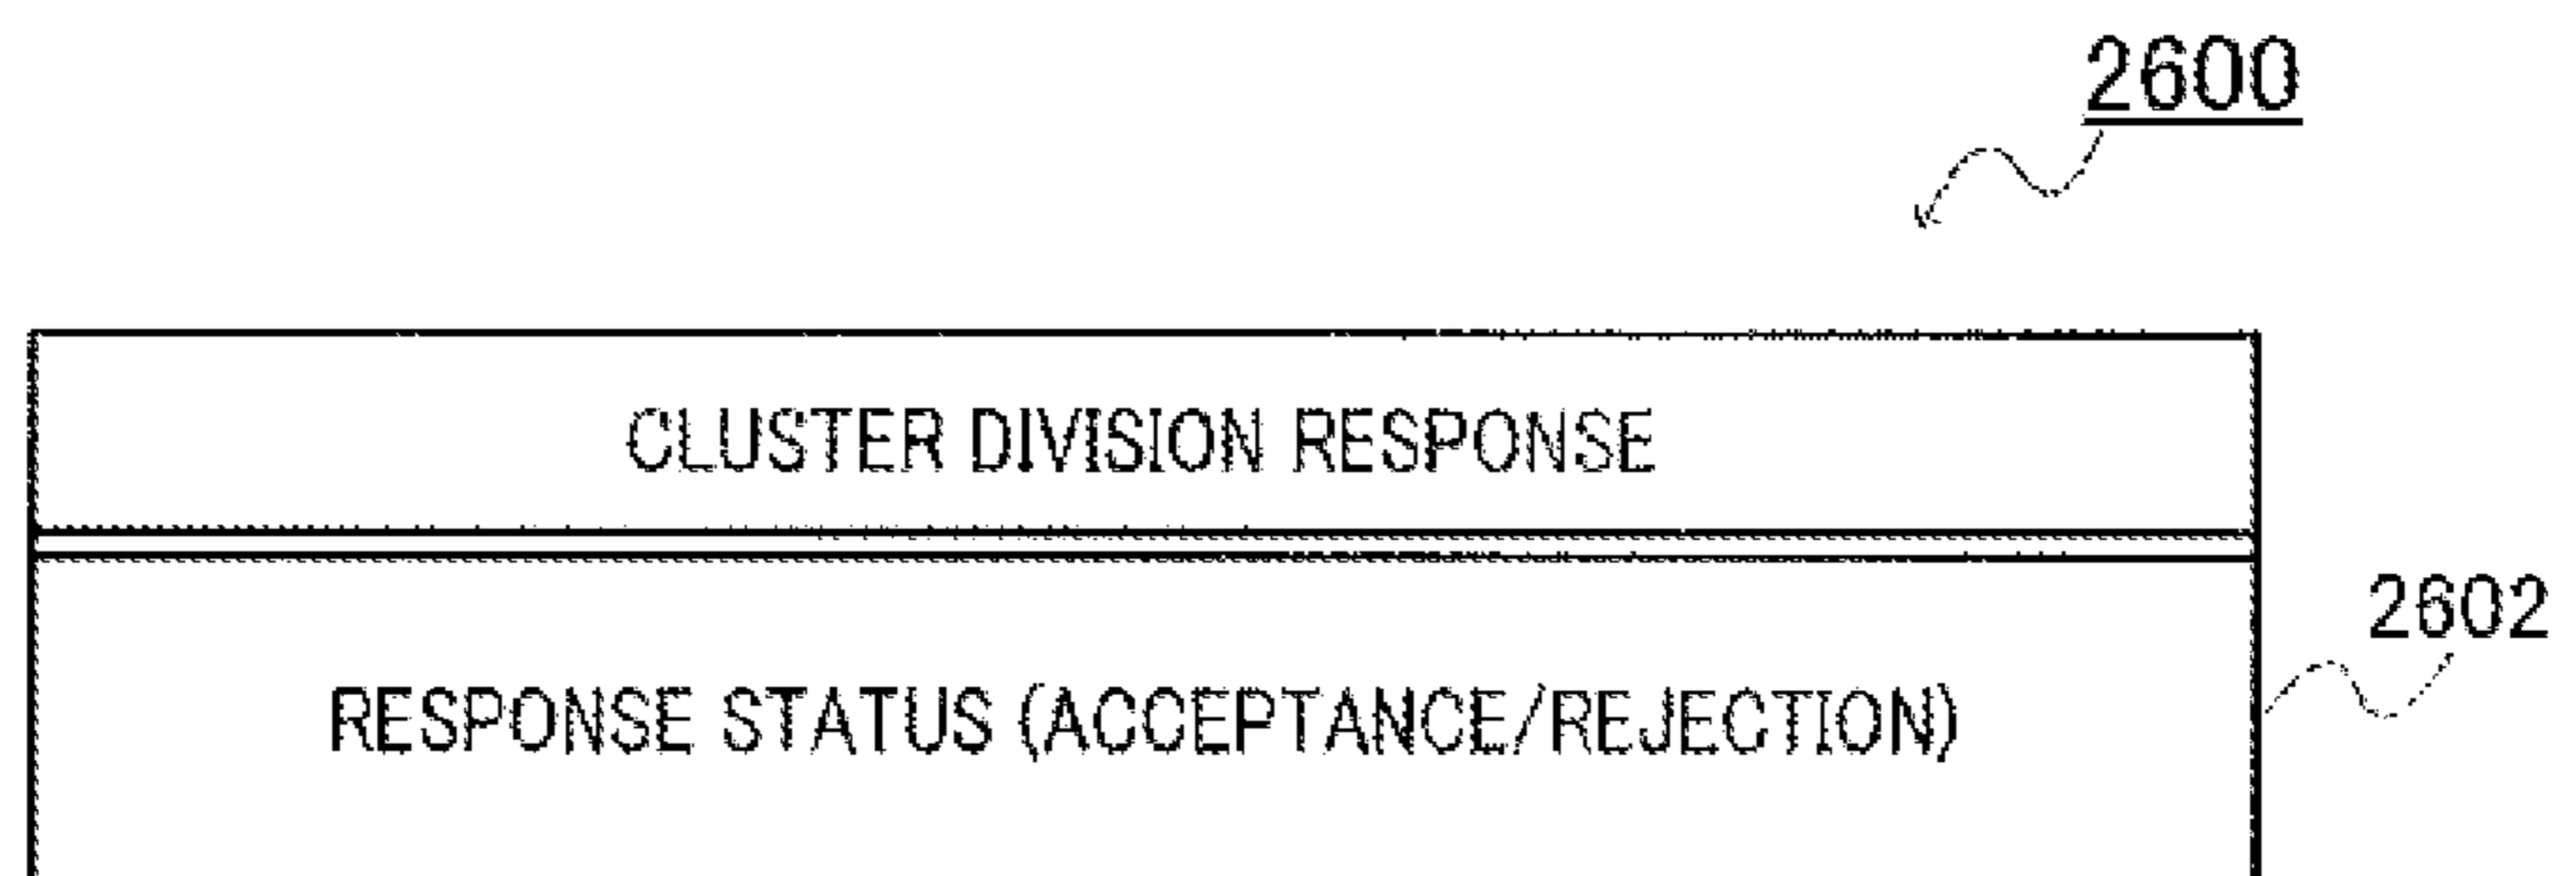 2600
CLUSTER DIVISION RESPONSE
2602
RESPONSE STATUS (ACCEPTANCE/REJECTION)